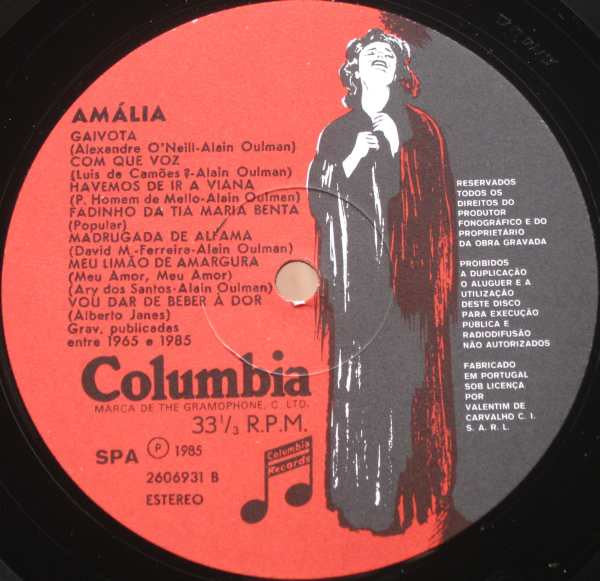 AMÁLIA
GAIVOTA
(Alexandre O'Neill-Alain Oulman)
COM QUE VOZ
(Luis de Camões?-Alain Oulman)
HAVEMOS DE IR A VIANA
(P. Homem de Mello-Alain Oulman)
FADINHO DA TIA MARIA BENTA
(Popular)
MADRUGADA DE ALFAMA
(David M.-Ferreira-Alain Oulman)
MEU LIMÃO DE AMARGURA
(Meu Amor, Meu Amor)
(Ary dos Santos-Alain Oulman)
VOU DAR DE BEBER À DOR
(Alberto Janes)
Grav. publicadas
entre 1965 e 1985
Columbia
MARCA DE THE GRAMOPHONE, C. LTD.
33 1/3 R.P.M.
SPA Ⓟ 1985
2606931 B
ESTEREO
Columbia
Records
RESERVADOS
TODOS OS
DIREITOS DO
PRODUTOR
FONOGRÁFICO E DO
PROPRIETÁRIO
DA OBRA GRAVADA
PROIBIDOS
A DUPLICAÇÃO
O ALUGUER E A
UTILIZAÇÃO
DESTE DISCO
PARA EXECUÇÃO
PUBLICA E
RADIODIFUSÃO
NÃO AUTORIZADOS
FABRICADO
EM PORTUGAL
SOB LICENÇA
POR
VALENTIM DE
CARVALHO C. I.
S. A. R. L.